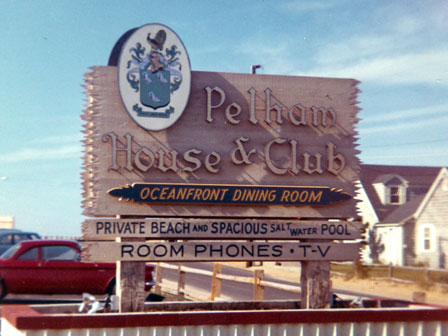 Pelham
House & Club
OCEANFRONT DINING ROOM
PRIVATE BEACH AND SPACIOUS SALT WATER POOL
ROOM PHONES · T-V